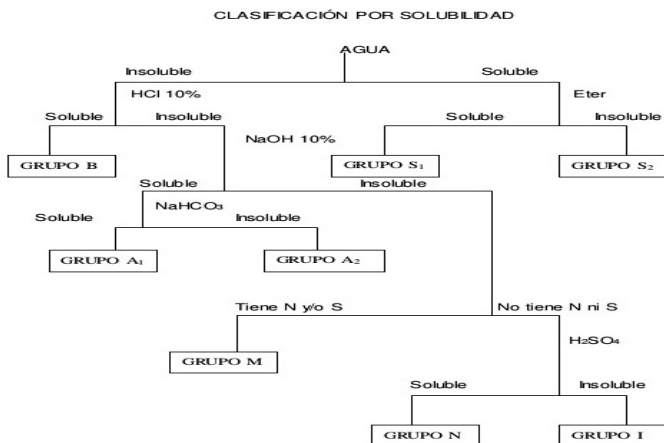 CLASIFICACIÓN POR SOLUBILIDAD
AGUA
Insoluble Soluble
HCl 10% Eter
Soluble Insoluble Soluble Insoluble
NaOH 10%
GRUPO B GRUPO S₁ GRUPO S₂
Soluble Insoluble
NaHCO₃
Soluble Insoluble
GRUPO A₁ GRUPO A₂
Tiene N y/o S No tiene N ni S
H₂SO₄
GRUPO M
Soluble Insoluble
GRUPO N GRUPO I